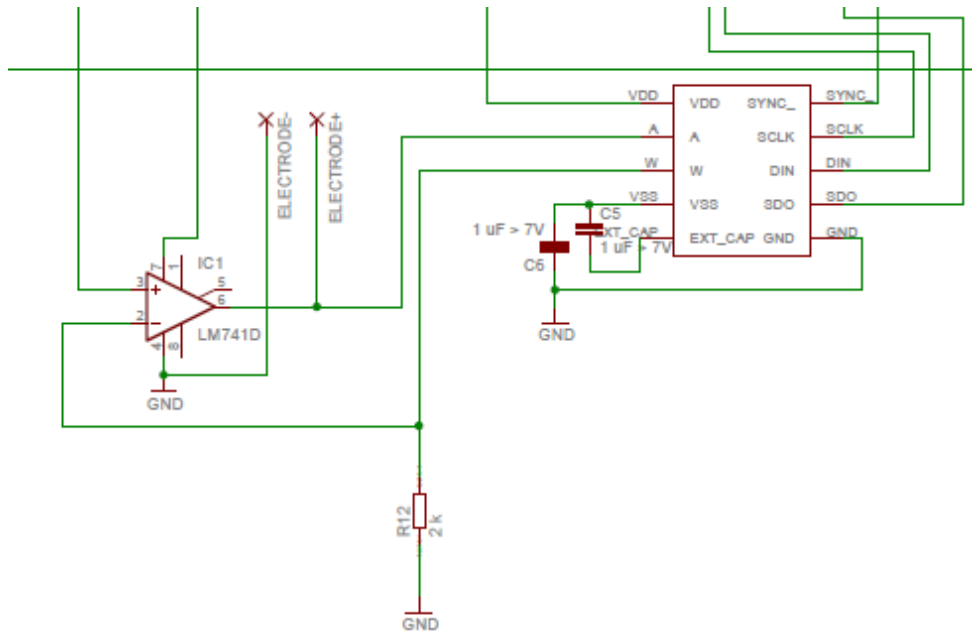 ELECTRODE-
ELECTRODE+
VDD
A
W
VSS
VDD
A
W
VSS
EXT_CAP
SYNC_
SCLK
DIN
SDO
GND
SYNC_
SCLK
DIN
SDO
GND
1 uF > 7V
C5
EXT_CAP
1 uF > 7V
C6
GND
7
1
IC1
3
+
5
6
2
-
LM741D
4
8
GND
R12
2 k
GND